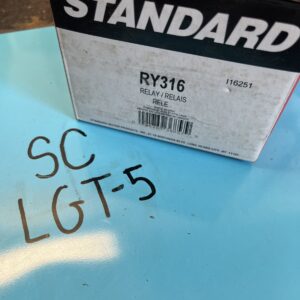 STANDARD
RY316
I16251
RELAY / RELAIS
RELE
SC
LGT-5